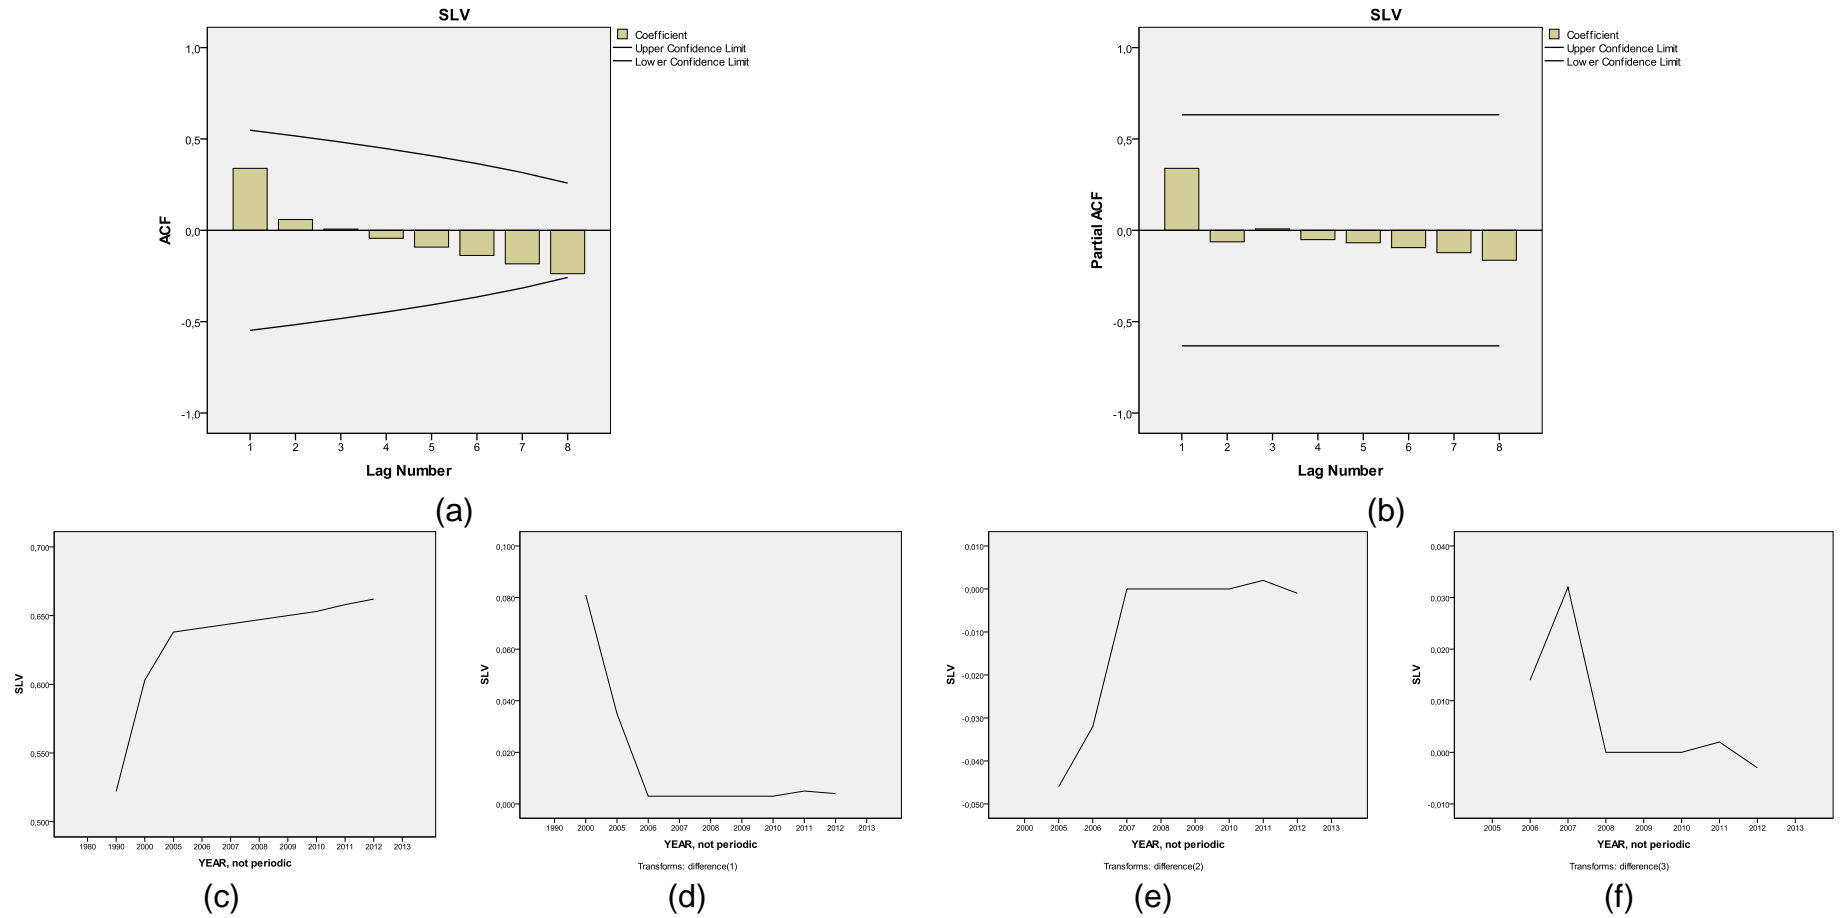 SLV
Coefficient
Upper Confidence Limit
Lower Confidence Limit
1,0
0,5
0,0
-0,5
-1,0
ACF
1 2 3 4 5 6 7 8
Lag Number
(a)
SLV
Coefficient
Upper Confidence Limit
Lower Confidence Limit
1,0
0,5
0,0
-0,5
-1,0
Partial ACF
1 2 3 4 5 6 7 8
Lag Number
(b)
0,700
0,650
0,600
0,550
0,500
SLV
1980 1990 2000 2005 2006 2007 2008 2009 2010 2011 2012 2013
YEAR, not periodic
(c)
0,100
0,080
0,060
0,040
0,020
0,000
SLV
1990 2000 2005 2006 2007 2008 2009 2010 2011 2012 2013
YEAR, not periodic
Transforms: difference(1)
(d)
0,010
0,000
-0,010
-0,020
-0,030
-0,040
-0,050
SLV
2000 2005 2006 2007 2008 2009 2010 2011 2012 2013
YEAR, not periodic
Transforms: difference(2)
(e)
0,040
0,030
0,020
0,010
0,000
-0,010
SLV
2005 2006 2007 2008 2009 2010 2011 2012 2013
YEAR, not periodic
Transforms: difference(3)
(f)